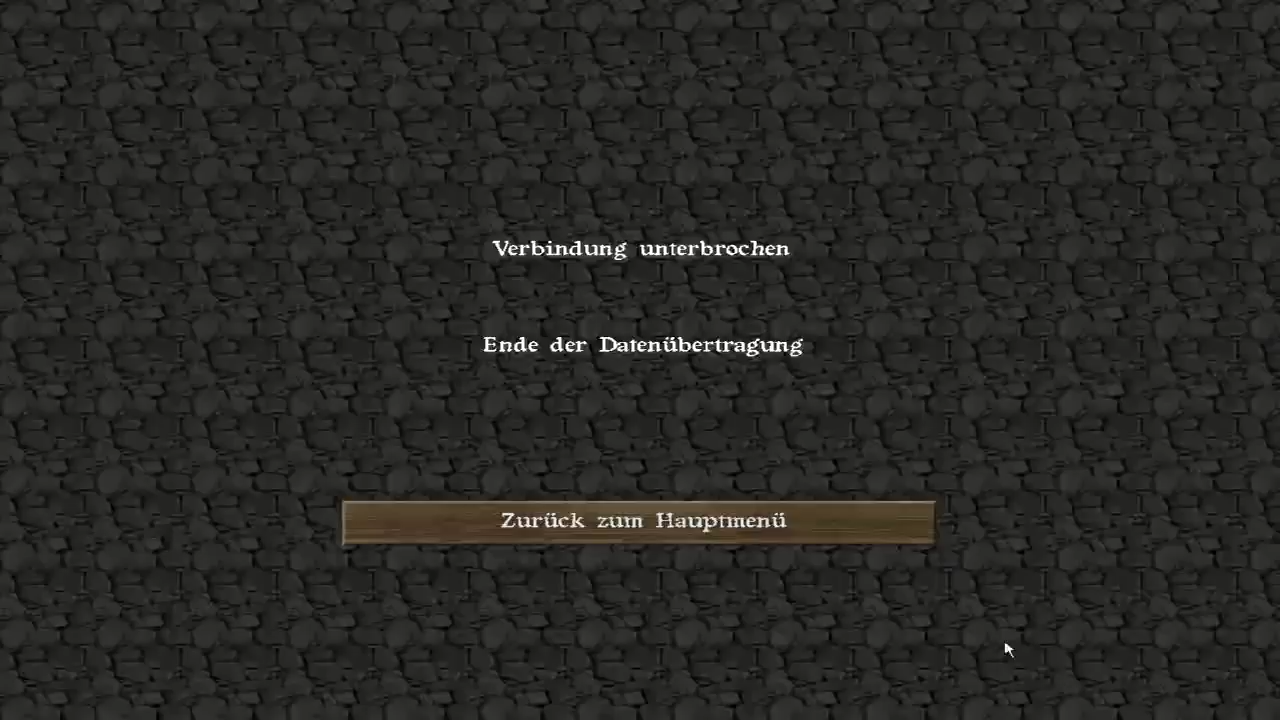 Verbindung unterbrochen
Ende der Datenübertragung
Zurück zum Hauptmenü